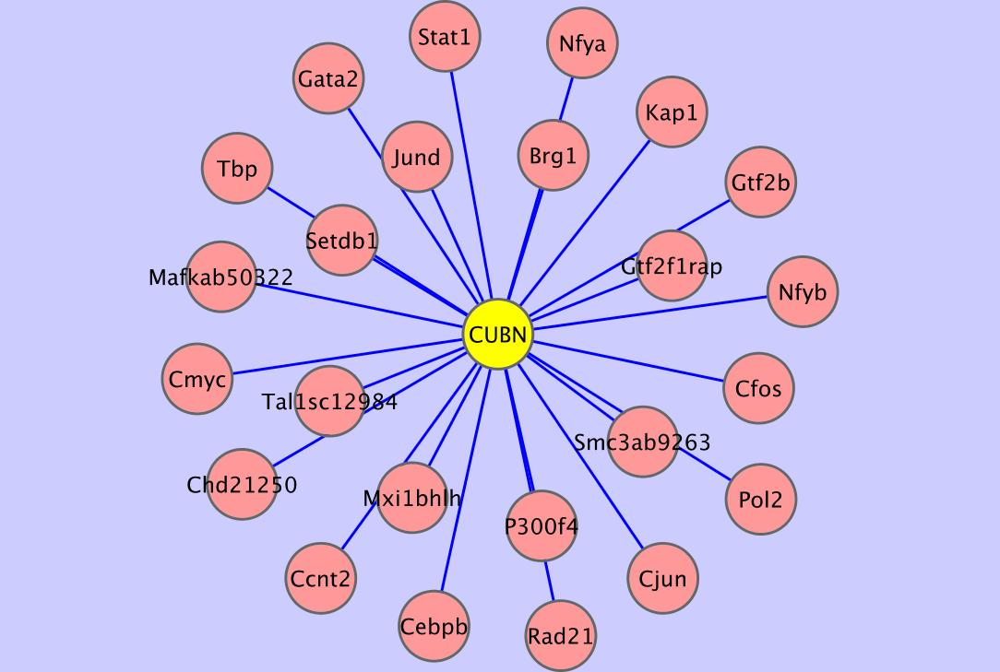 Stat1
Nfya
Gata2
Kap1
Jund
Brg1
Tbp
Gtf2b
Setdb1
Gtf2f1rap
Mafkab50322
Nfyb
CUBN
Cmyc
Cfos
Tal1sc12984
Smc3ab9263
Chd21250
Mxi1bhlh
Pol2
P300f4
Ccnt2
Cjun
Cebpb
Rad21